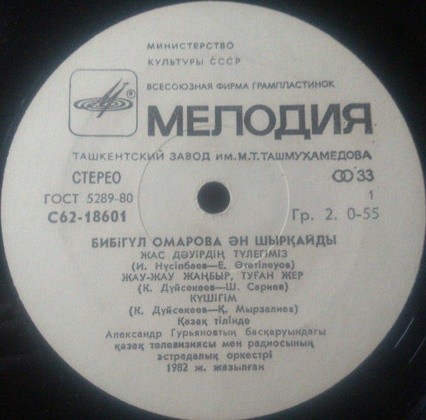 МИНИСТЕРСТВО
КУЛЬТУРЫ СССР
ВСЕСОЮЗНАЯ ФИРМА ГРАМПЛАСТИНОК
МЕЛОДИЯ
ТАШКЕНТСКИЙ ЗАВОД ИМ. М.Т.ТАШМУХАМЕДОВА
СТЕРЕО 33
ГОСТ 5289-80 1
С62-18601 Гр. 2. 0-55
БИБІГҮЛ ОМАРОВА ӘН ШЫРҚАЙДЫ
ЖАС ДӘУІРДІҢ ТҮЛЕГІМІЗ
(И. Нүсіпбаев—Е. Өтетілеуов)
ЖАУ-ЖАУ ЖАҢБЫР, ТУҒАН ЖЕР
(К. Дүйсекеев—Ш. Сариев)
КҮШІГІМ
(К. Дүйсекеев—Қ. Мырзалиев)
Қазақ тілінде
Александр Гурьяновтың басқаруындағы
қазақ телевизиясы мен радиосының
эстрадалық оркестрі
1982 ж. жазылған